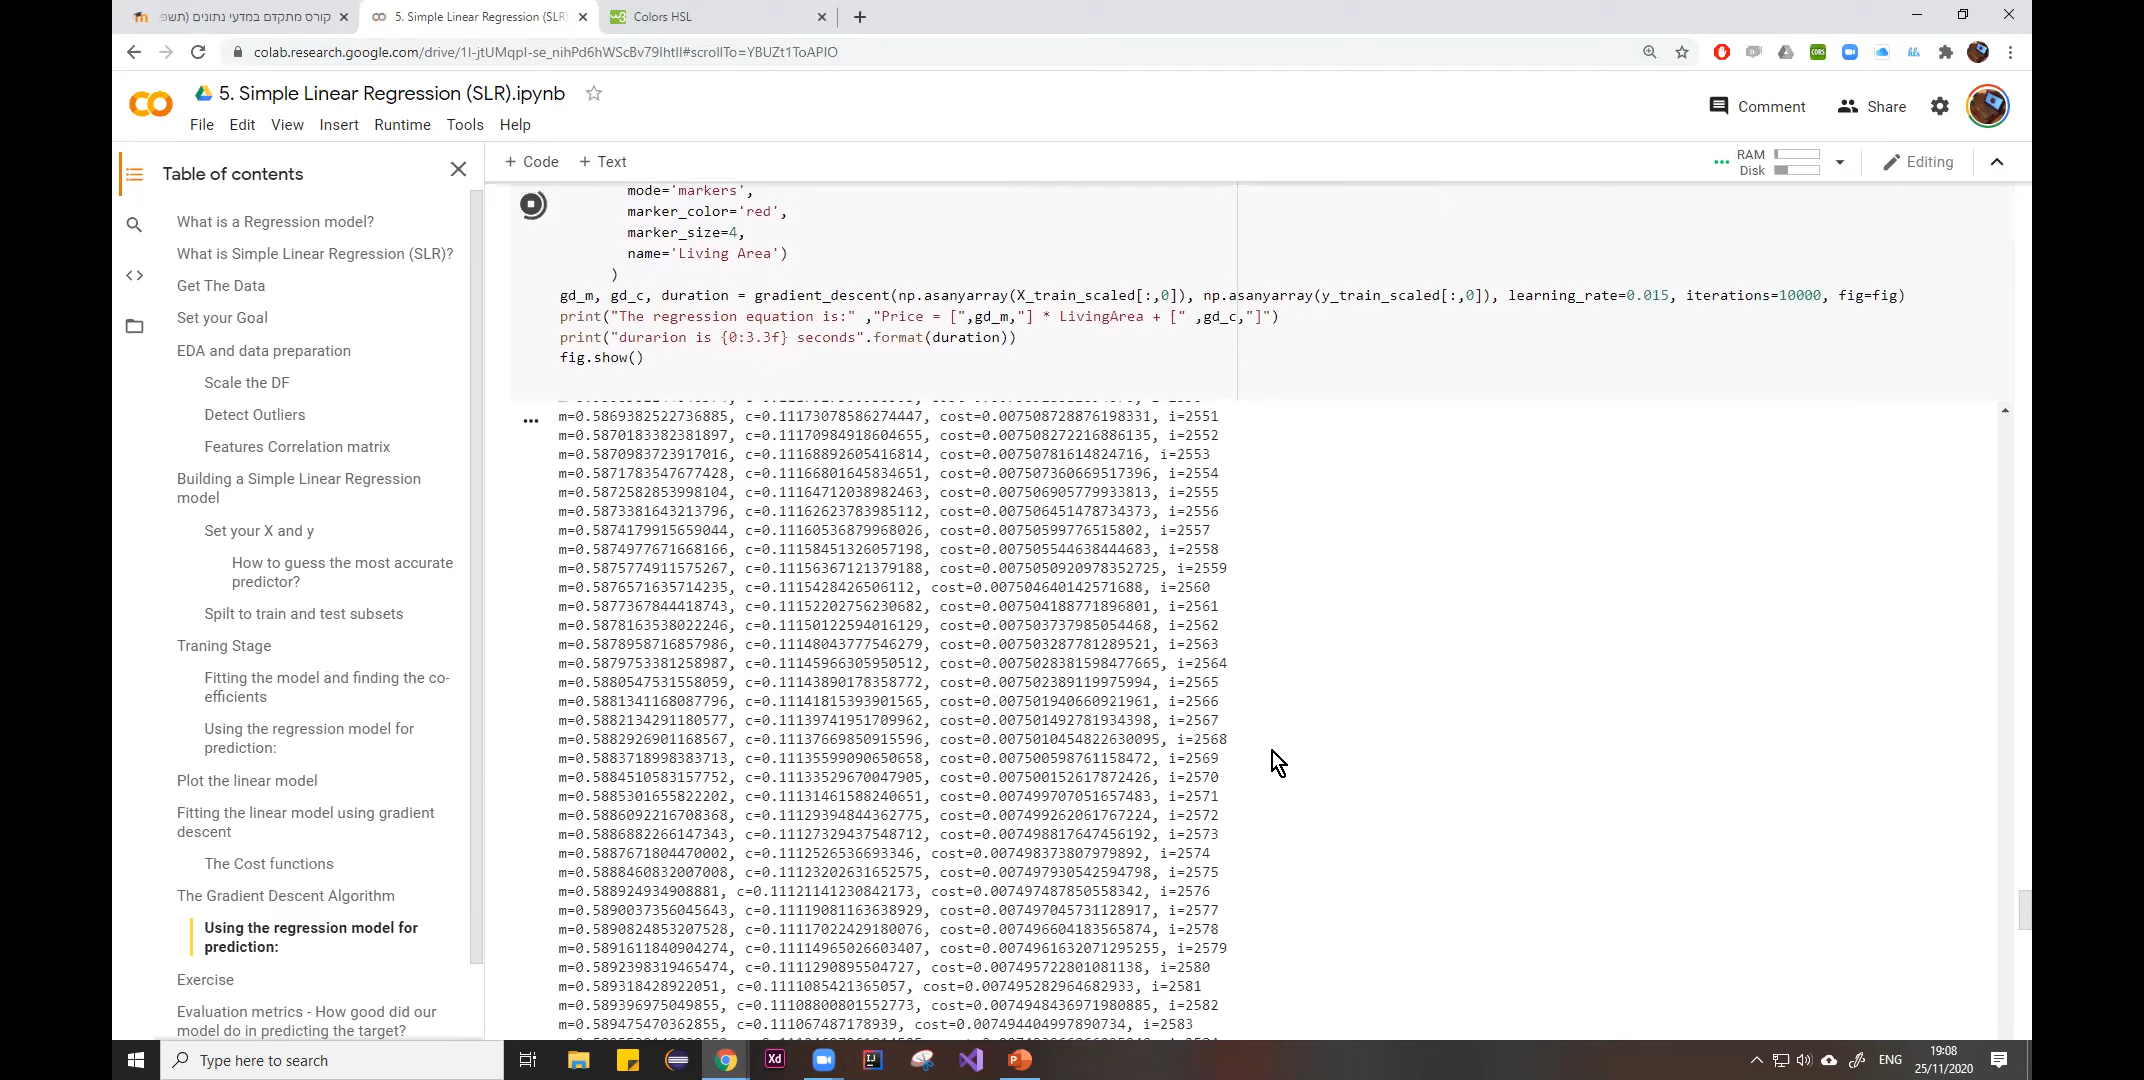 קורס מתקדם במדעי נתונים (תשפ
5. Simple Linear Regression (SLR)
Colors HSL
colab.research.google.com/drive/1I-jtUMqpI-se_nihPd6hWScBv79IhtlI#scrollTo=YBUZt1ToAPIO
5. Simple Linear Regression (SLR).ipynb
Comment
Share
File Edit View Insert Runtime Tools Help
Table of contents
+ Code + Text
RAM
Disk
Editing
What is a Regression model?
What is Simple Linear Regression (SLR)?
Get The Data
Set your Goal
EDA and data preparation
Scale the DF
Detect Outliers
Features Correlation matrix
Building a Simple Linear Regression
model
Set your X and y
How to guess the most accurate
predictor?
Spilt to train and test subsets
Traning Stage
Fitting the model and finding the co-
efficients
Using the regression model for
prediction:
Plot the linear model
Fitting the linear model using gradient
descent
The Cost functions
The Gradient Descent Algorithm
Using the regression model for
prediction:
Exercise
Evaluation metrics - How good did our
model do in predicting the target?
mode='markers',
marker_color='red',
marker_size=4,
name='Living Area')
)
gd_m, gd_c, duration = gradient_descent(np.asanyarray(X_train_scaled[:,0]), np.asanyarray(y_train_scaled[:,0]), learning_rate=0.015, iterations=10000, fig=fig)
print("The regression equation is:" ,"Price = [",gd_m,"] * LivingArea + [" ,gd_c,"]")
print("durarion is {0:3.3f} seconds".format(duration))
fig.show()
m=0.5869382522736885, c=0.11173078586274447, cost=0.007508728876198331, i=2551
m=0.5870183382381897, c=0.11170984918604655, cost=0.007508272216886135, i=2552
m=0.5870983723917016, c=0.11168892605416814, cost=0.00750781614824716, i=2553
m=0.5871783547677428, c=0.11166801645834651, cost=0.007507360669517396, i=2554
m=0.5872582853998104, c=0.11164712038982463, cost=0.007506905779933813, i=2555
m=0.5873381643213796, c=0.11162623783985112, cost=0.007506451478734373, i=2556
m=0.5874179915659044, c=0.11160536879968026, cost=0.00750599776515802, i=2557
m=0.5874977671668166, c=0.11158451326057198, cost=0.007505544638444683, i=2558
m=0.5875774911575267, c=0.11156367121379188, cost=0.0075050920978352725, i=2559
m=0.5876571635714235, c=0.1115428426506112, cost=0.007504640142571688, i=2560
m=0.5877367844418743, c=0.11152202756230682, cost=0.007504188771896801, i=2561
m=0.5878163538022246, c=0.11150122594016129, cost=0.007503737985054468, i=2562
m=0.5878958716857986, c=0.11148043777546279, cost=0.007503287781289521, i=2563
m=0.5879753381258987, c=0.11145966305950512, cost=0.0075028381598477665, i=2564
m=0.5880547531558059, c=0.11143890178358772, cost=0.007502389119975994, i=2565
m=0.5881341168087796, c=0.11141815393901565, cost=0.007501940660921961, i=2566
m=0.5882134291180577, c=0.11139741951709962, cost=0.007501492781934398, i=2567
m=0.5882926901168567, c=0.11137669850915596, cost=0.0075010454822630095, i=2568
m=0.5883718998383713, c=0.11135599090650658, cost=0.007500598761158472, i=2569
m=0.5884510583157752, c=0.11133529670047905, cost=0.007500152617872426, i=2570
m=0.5885301655822202, c=0.11131461588240651, cost=0.007499707051657483, i=2571
m=0.5886092216708368, c=0.11129394844362775, cost=0.007499262061767224, i=2572
m=0.5886882266147343, c=0.11127329437548712, cost=0.007498817647456192, i=2573
m=0.5887671804470002, c=0.1112526536693346, cost=0.007498373807979892, i=2574
m=0.5888460832007008, c=0.11123202631652575, cost=0.007497930542594798, i=2575
m=0.588924934908881, c=0.11121141230842173, cost=0.007497487850558342, i=2576
m=0.5890037356045643, c=0.11119081163638929, cost=0.007497045731128917, i=2577
m=0.5890824853207528, c=0.11117022429180076, cost=0.007496604183565874, i=2578
m=0.5891611840904274, c=0.11114965026603407, cost=0.0074961632071295255, i=2579
m=0.5892398319465474, c=0.1111290895504727, cost=0.007495722801081138, i=2580
m=0.589318428922051, c=0.1111085421365057, cost=0.007495282964682933, i=2581
m=0.589396975049855, c=0.11108800801552773, cost=0.0074948436971980885, i=2582
m=0.589475470362855, c=0.111067487178939, cost=0.007494404997890734, i=2583
Type here to search
ENG
19:08
25/11/2020